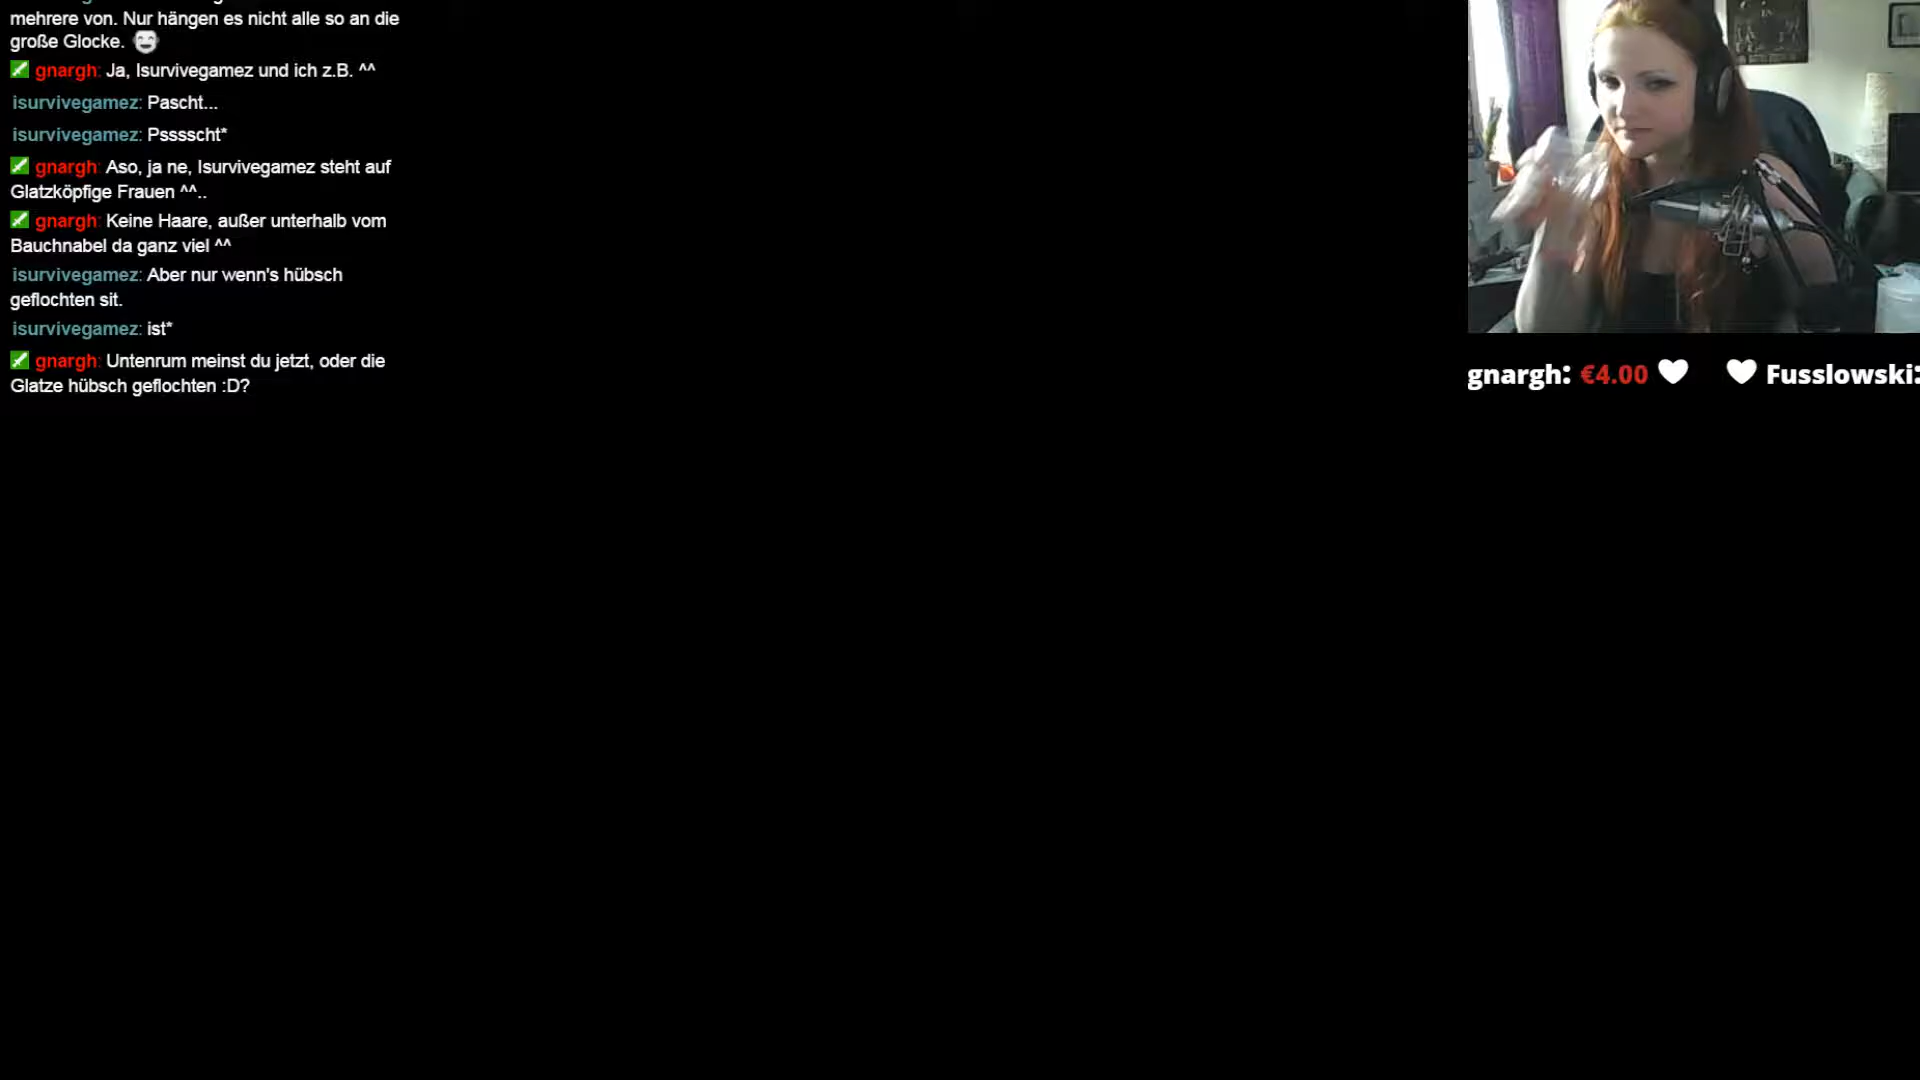 mehrere von. Nur hängen es nicht alle so an die
große Glocke.
gnargh: Ja, Isurvivegamez und ich z.B. ^^
isurvivegamez: Pascht...
isurvivegamez: Potssscht*
gnargh: Aso, ja ne, Isurvivegamez steht auf
Glatzköpfige Frauen ^^..
gnargh: Keine Haare, außer unterhalb vom
Bauchnabel da ganz viel ^^
isurvivegamez: Aber nur wenn's hübsch
geflochten sit.
isurvivegamez: ist*
gnargh: Untenrum meinst du jetzt, oder die
Glatze hübsch geflochten :D?
gnargh: €4.00
Fusslowski: